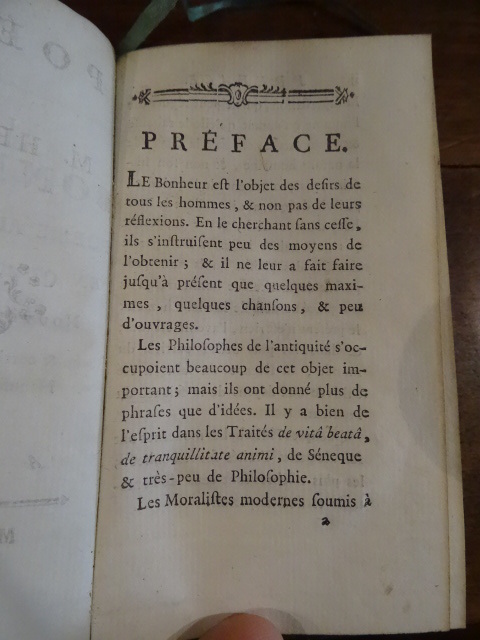 PRÉFACE.
LE Bonheur eſt l'objet des deſirs de
tous les hommes, & non pas de leurs
réflexions. En le cherchant ſans ceſſe,
ils s'inſtruiſent peu des moyens de
l'obtenir; & il ne leur a fait faire
juſqu'à préſent que quelques maxi-
mes, quelques chanſons, & peu
d'ouvrages.
Les Philoſophes de l'antiquité s'oc-
cupoient beaucoup de cet objet im-
portant; mais ils ont donné plus de
phraſes que d'idées. Il y a bien de
l'eſprit dans les Traités de vitâ beatâ,
de tranquillitate animi, de Séneque
& très-peu de Philoſophie.
Les Moraliſtes modernes ſoumis à
a